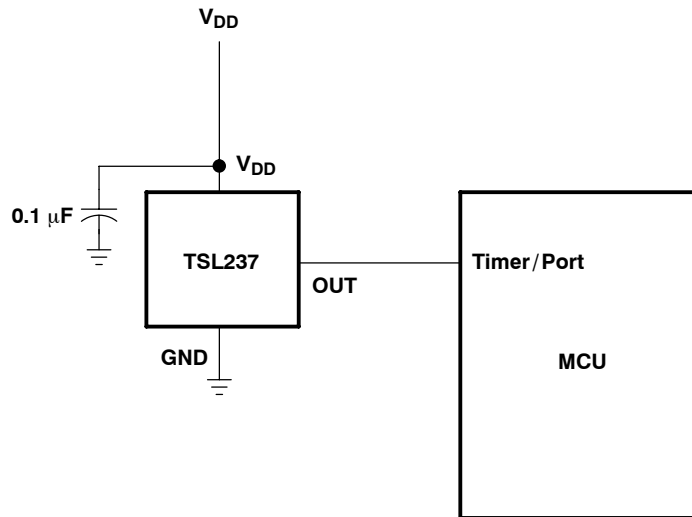 VDD
VDD
0.1 μF
TSL237
OUT
Timer/Port
GND
MCU